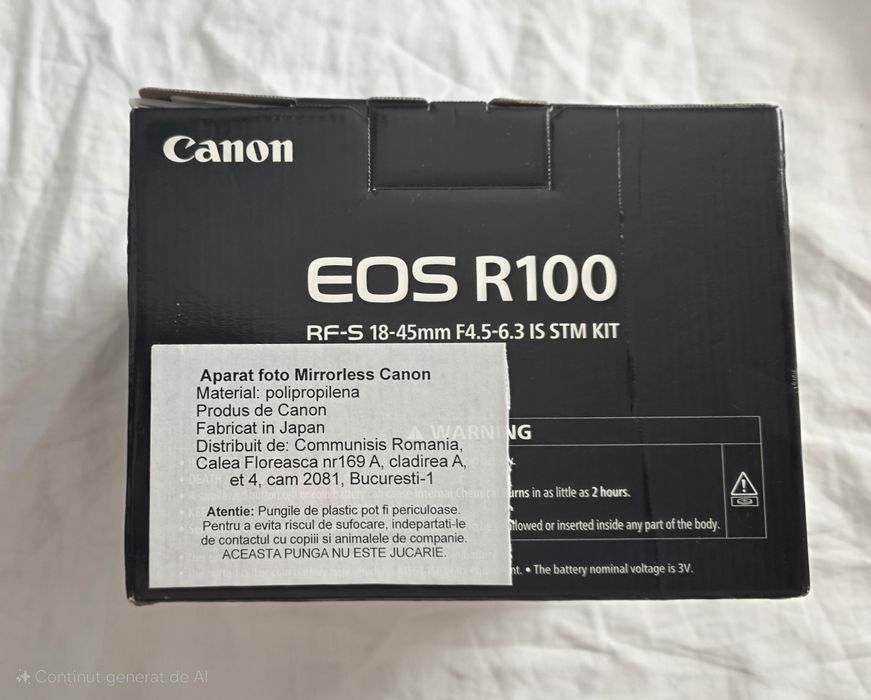 Canon
EOS R100
RF-S 18-45mm F4.5-6.3 IS STM KIT
Aparat foto Mirrorless Canon
Material: polipropilena
Produs de Canon
Fabricat in Japan
Distribuit de: Communisis Romania,
Calea Floreasca nr169 A, cladirea A,
et 4, cam 2081, Bucuresti-1
Atentie: Pungile de plastic pot fi periculoase.
Pentru a evita riscul de sufocare, indepartati-le
de contactul cu copiii si animalele de companie.
ACEASTA PUNGA NU ESTE JUCARIE.
WARNING
in as little as 2 hours.
or inserted inside any part of the body.
• The battery nominal voltage is 3V.
Continut generat de AI